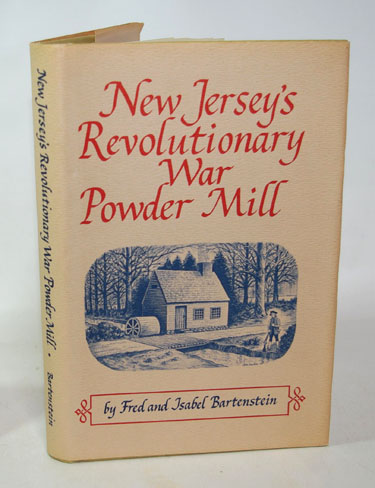 New Jersey's
Revolutionary
War
Powder Mill
by Fred and Isabel Bartenstein
New Jersey's Revolutionary War Powder Mill • Bartenstein